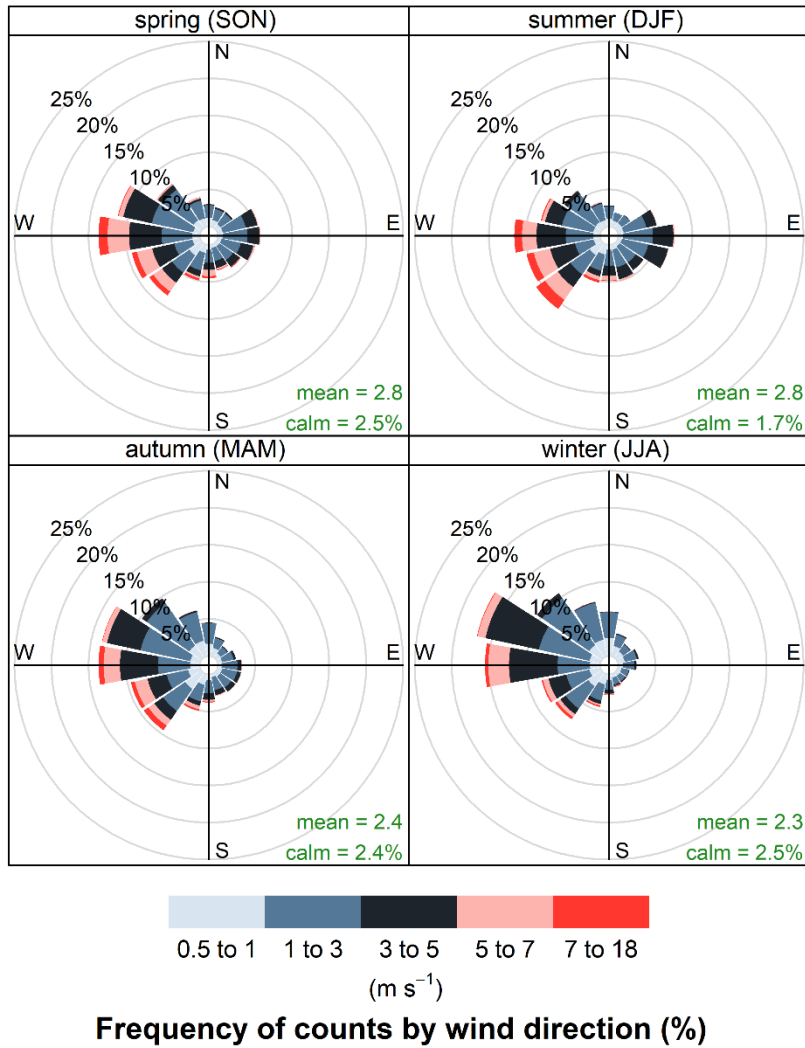 spring (SON)
N
25%
20%
15%
10%
5%
W
E
mean = 2.8
S
calm = 2.5%
summer (DJF)
N
25%
20%
15%
10%
5%
W
E
mean = 2.8
S
calm = 1.7%
autumn (MAM)
N
25%
20%
15%
10%
5%
W
E
mean = 2.4
S
calm = 2.4%
winter (JJA)
N
25%
20%
15%
10%
5%
W
E
mean = 2.3
S
calm = 2.5%
0.5 to 1 1 to 3 3 to 5 5 to 7 7 to 18
(m s⁻¹)
Frequency of counts by wind direction (%)